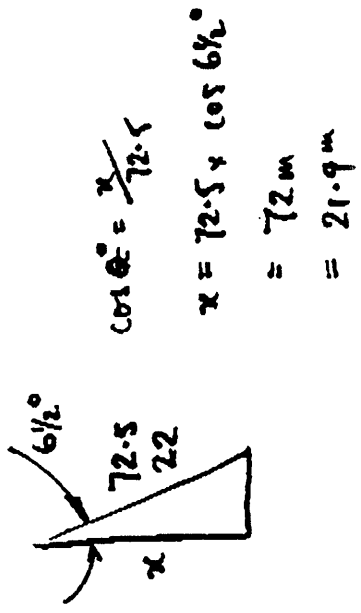 6½°
72.5
22
x
cos θ° = x/72.5
x = 72.5 x cos 6½°
= 72 m
= 21.9 m